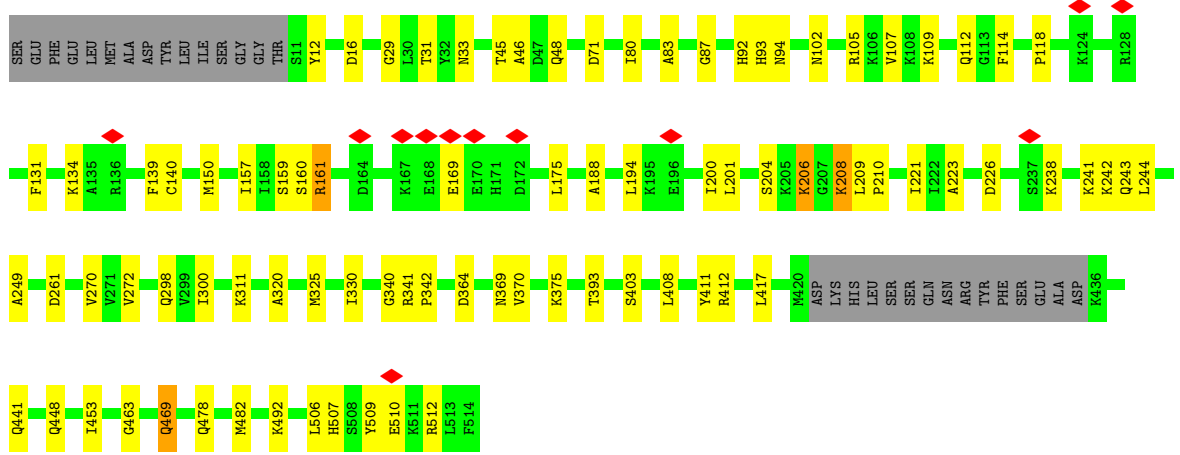 SER GLU PHE GLU LEU MET ALA ASP TYR LEU ILE SER GLY GLY THR S11 Y12 D16 G29 L30 T31 Y32 N33 T45 A46 D47 Q48 D71 I80 A83 G87 H92 H93 N94 N102 R105 K106 V107 K108 K109 Q112 G113 F114 P118 K124 R128
F131 K134 A135 R136 F139 C140 M150 I157 I158 S159 S160 R161 D164 K167 E168 E169 E170 H171 D172 L175 A188 L194 K195 E196 I200 L201 S204 K205 K206 G207 K208 L209 P210 I221 I222 A223 D226 S237 K238 K241 K242 Q243 L244
A249 D261 V270 V271 V272 Q298 V299 I300 K311 A320 M325 I330 G340 R341 P342 D364 N369 V370 K375 T393 S403 L408 Y411 R412 L417 M420 ASP LYS HIS LEU SER SER GLN ASN ARG TYR PHE SER GLU ALA ASP K436
Q441 Q448 I453 G463 Q469 Q478 M482 K492 L506 H507 S508 Y509 E510 K511 R512 L513 F514